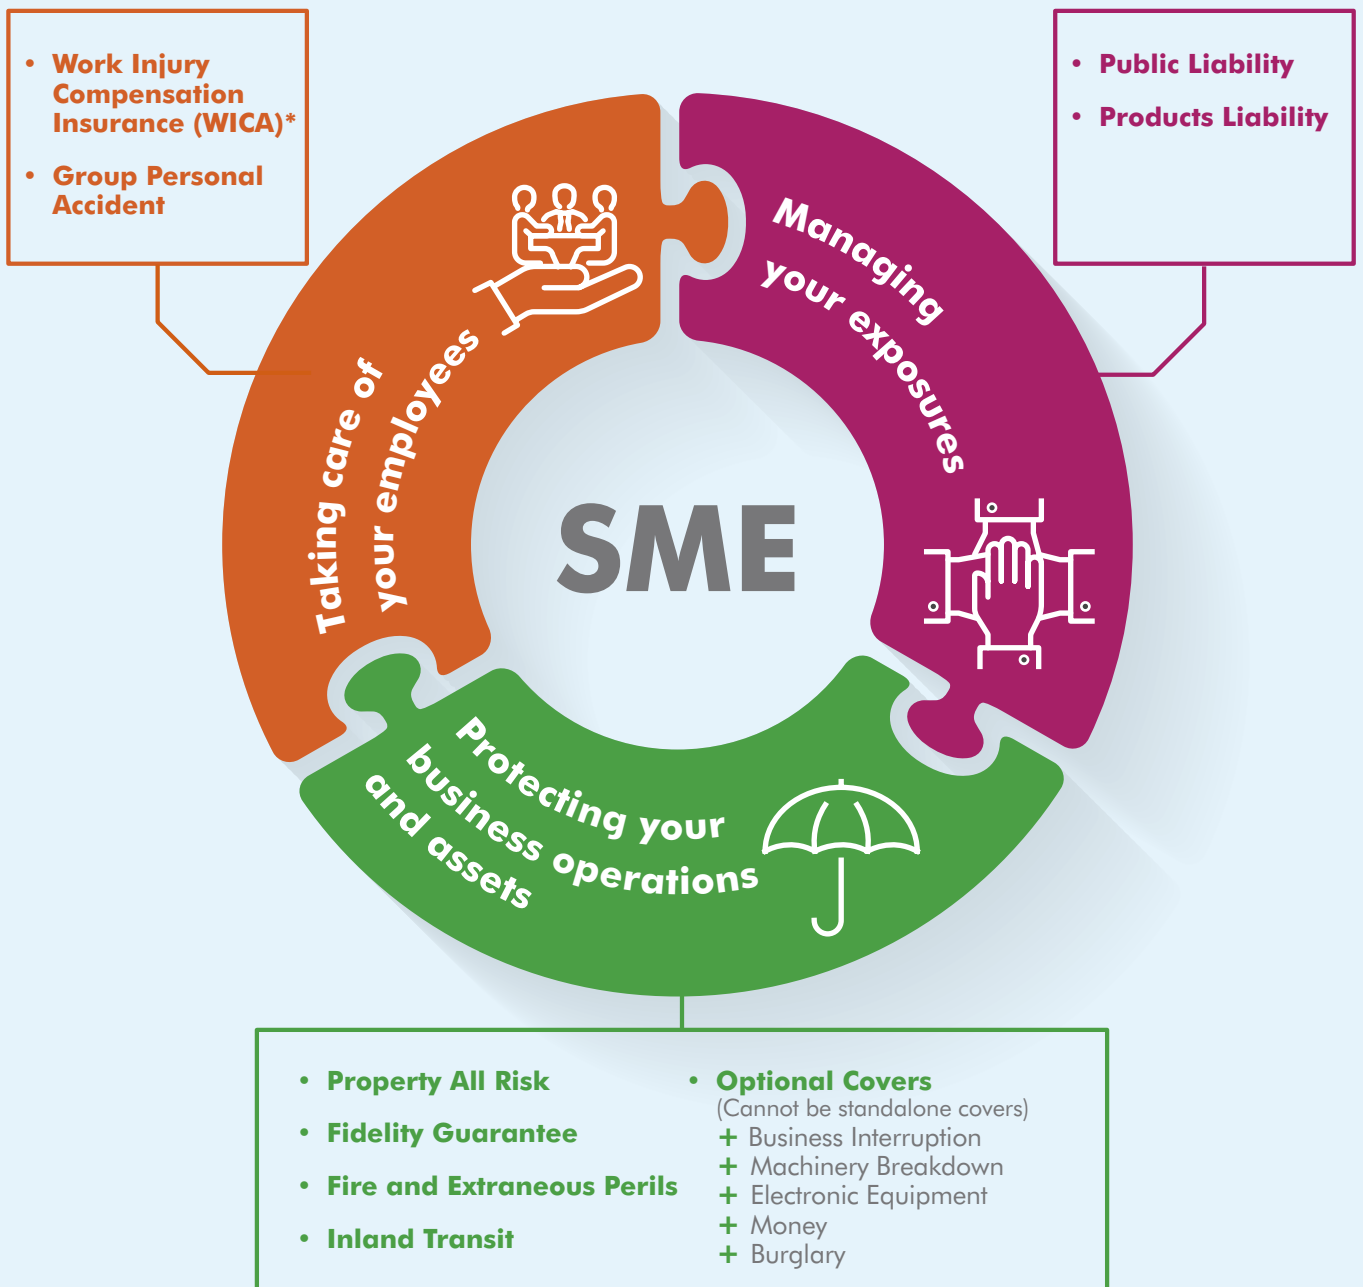 • Work Injury
Compensation
Insurance (WICA)*
• Group Personal
Accident
• Public Liability
• Products Liability
Taking care of
your employees
Managing
your exposures
SME
Protecting your
business operations
and assets
• Property All Risk
• Fidelity Guarantee
• Fire and Extraneous Perils
• Inland Transit
• Optional Covers
(Cannot be standalone covers)
+ Business Interruption
+ Machinery Breakdown
+ Electronic Equipment
+ Money
+ Burglary